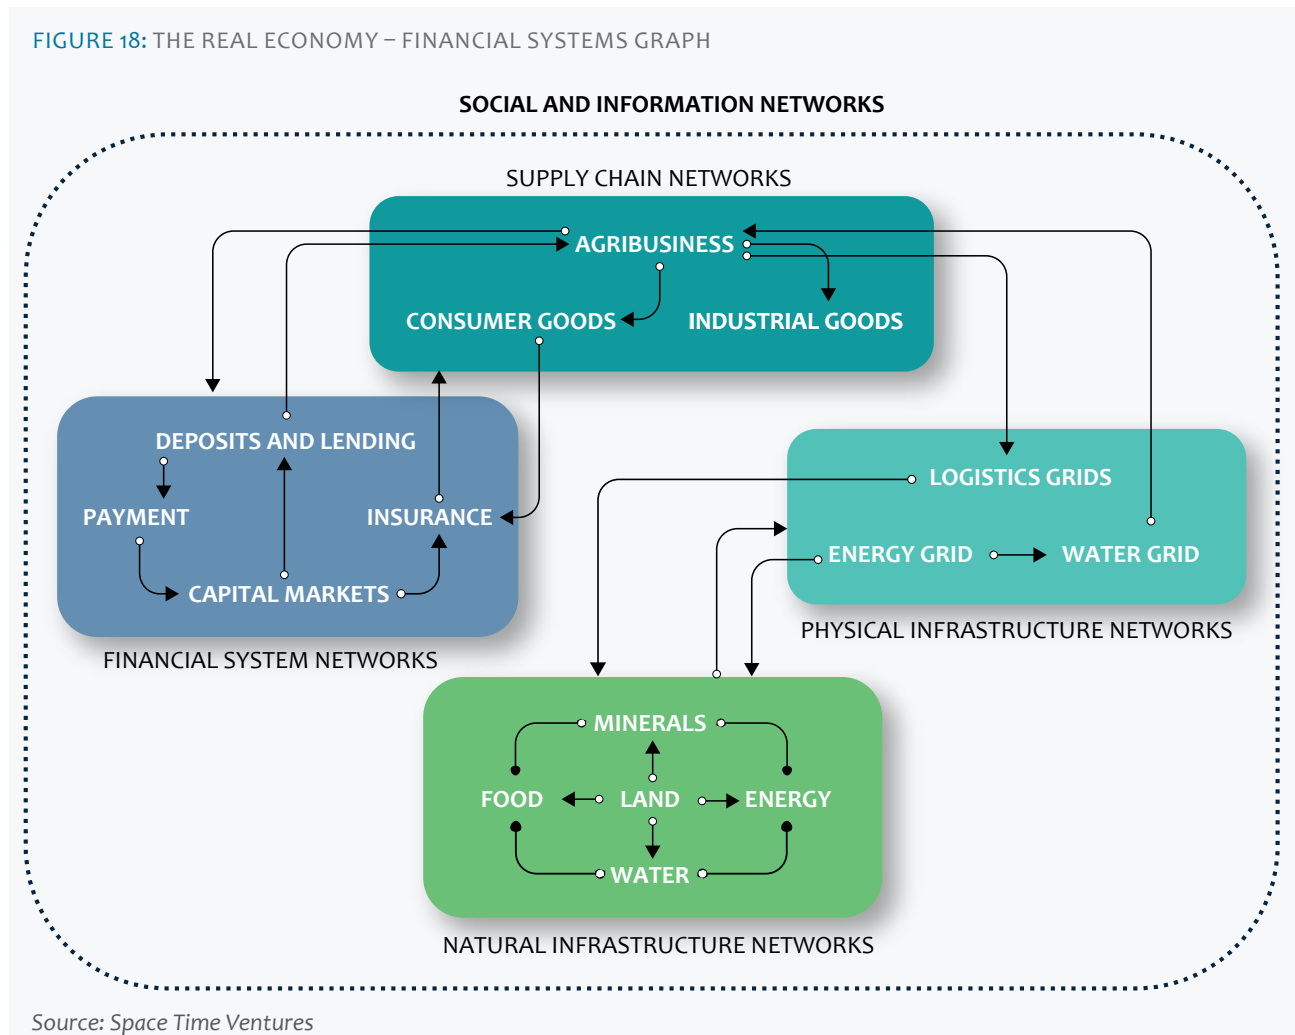 FIGURE 18: THE REAL ECONOMY – FINANCIAL SYSTEMS GRAPH
SOCIAL AND INFORMATION NETWORKS
SUPPLY CHAIN NETWORKS
AGRIBUSINESS
CONSUMER GOODS
INDUSTRIAL GOODS
DEPOSITS AND LENDING
PAYMENT
INSURANCE
CAPITAL MARKETS
FINANCIAL SYSTEM NETWORKS
LOGISTICS GRIDS
ENERGY GRID
WATER GRID
PHYSICAL INFRASTRUCTURE NETWORKS
MINERALS
FOOD
LAND
ENERGY
WATER
NATURAL INFRASTRUCTURE NETWORKS
Source: Space Time Ventures